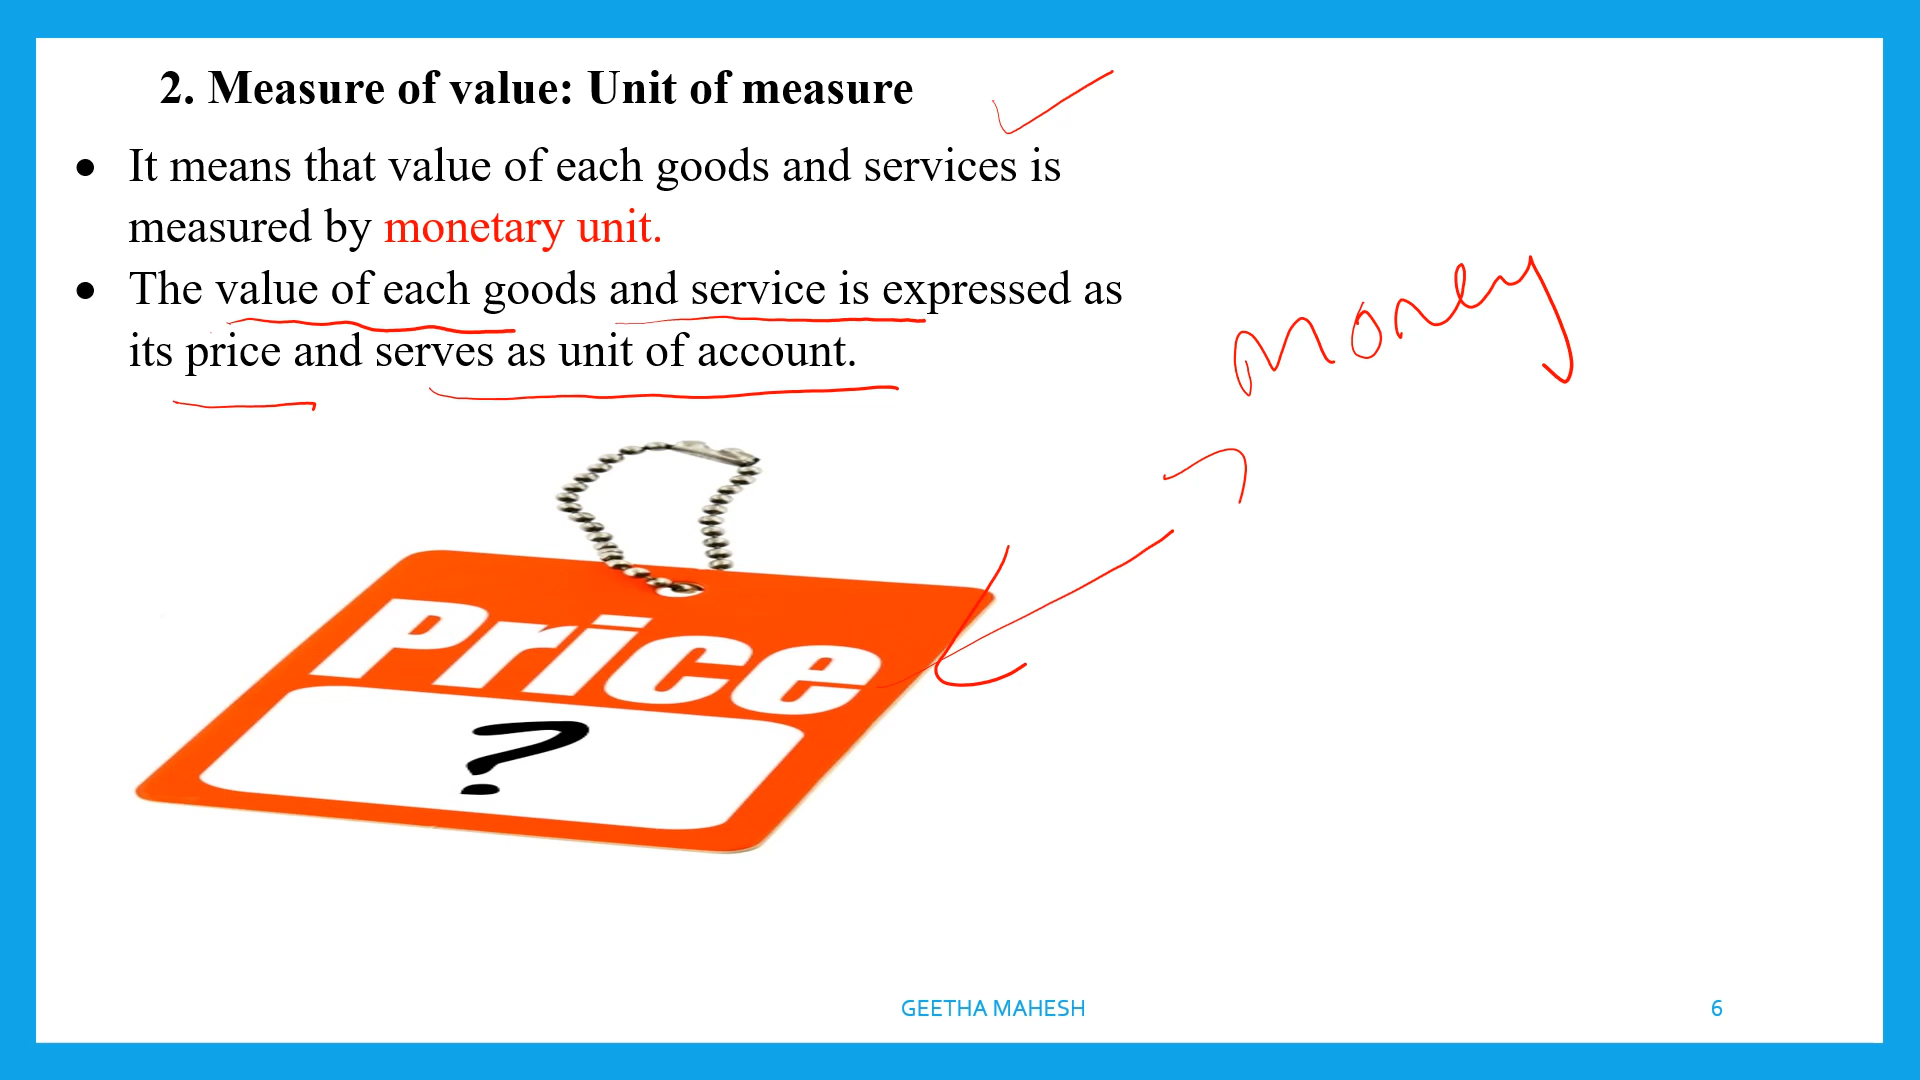 2. Measure of value: Unit of measure
• It means that value of each goods and services is
measured by monetary unit.
• The value of each goods and service is expressed as
its price and serves as unit of account.
money
Price
?
GEETHA MAHESH
6